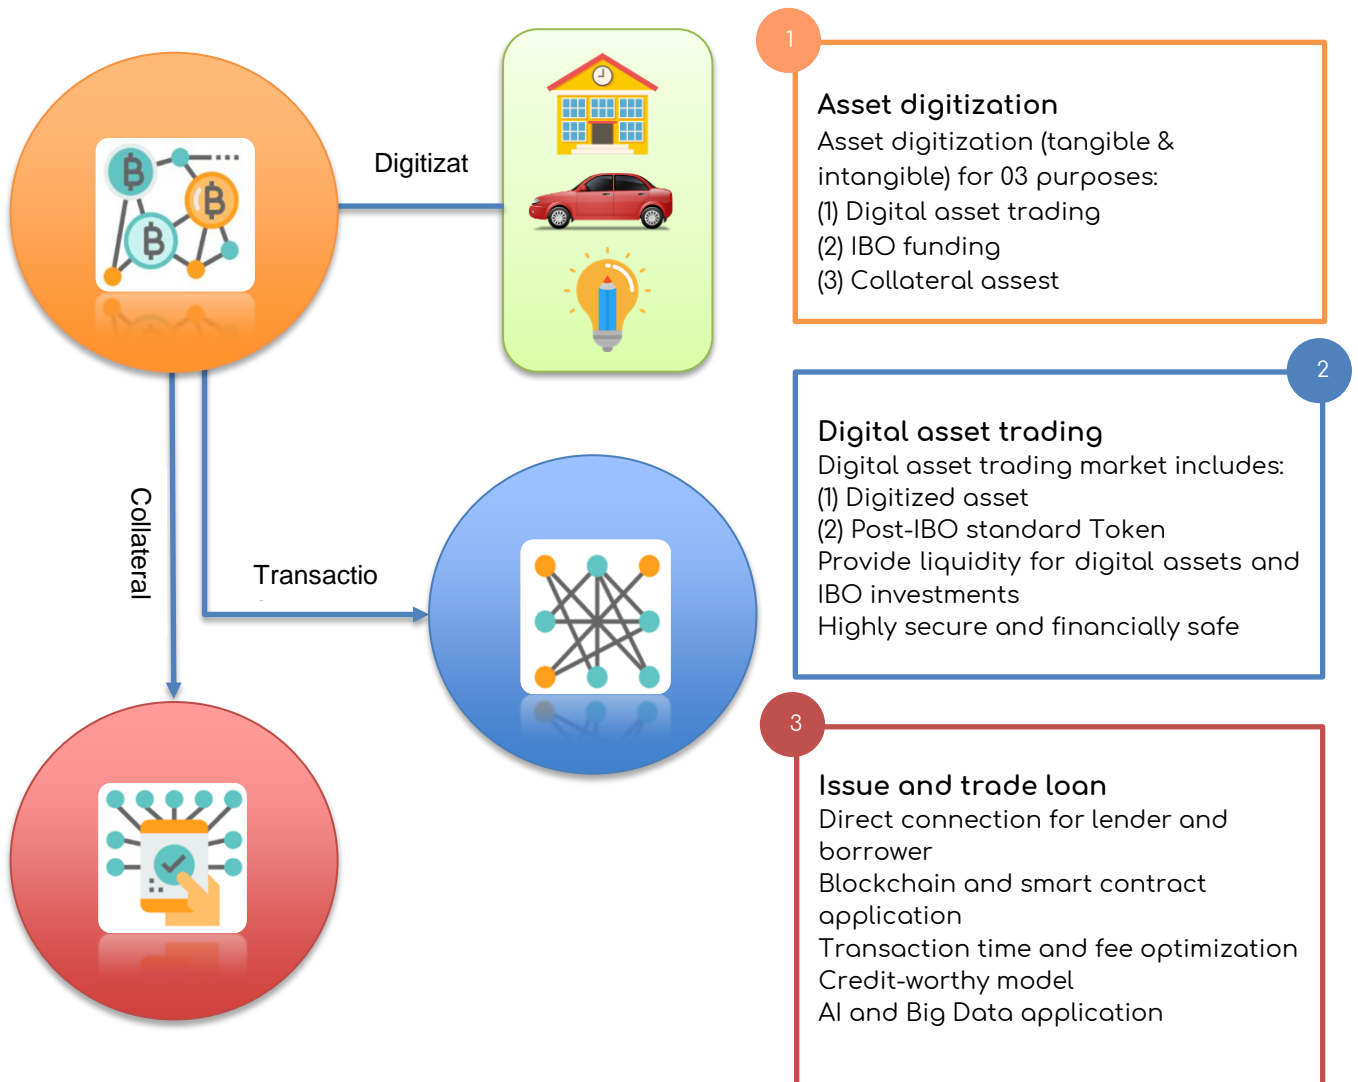 Digitizat
Collateral
Transactio
1
Asset digitization
Asset digitization (tangible &
intangible) for 03 purposes:
(1) Digital asset trading
(2) IBO funding
(3) Collateral assest
2
Digital asset trading
Digital asset trading market includes:
(1) Digitized asset
(2) Post-IBO standard Token
Provide liquidity for digital assets and
IBO investments
Highly secure and financially safe
3
Issue and trade loan
Direct connection for lender and
borrower
Blockchain and smart contract
application
Transaction time and fee optimization
Credit-worthy model
AI and Big Data application